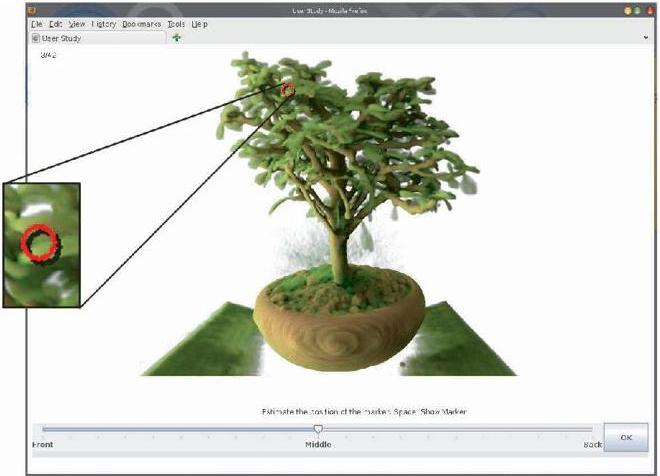 User Study - Mozilla Firefox
File Edit View History Bookmarks Tools Help
User Study
3/42
Estimate the position of the marker. Space: Show Marker
Front Middle Back OK